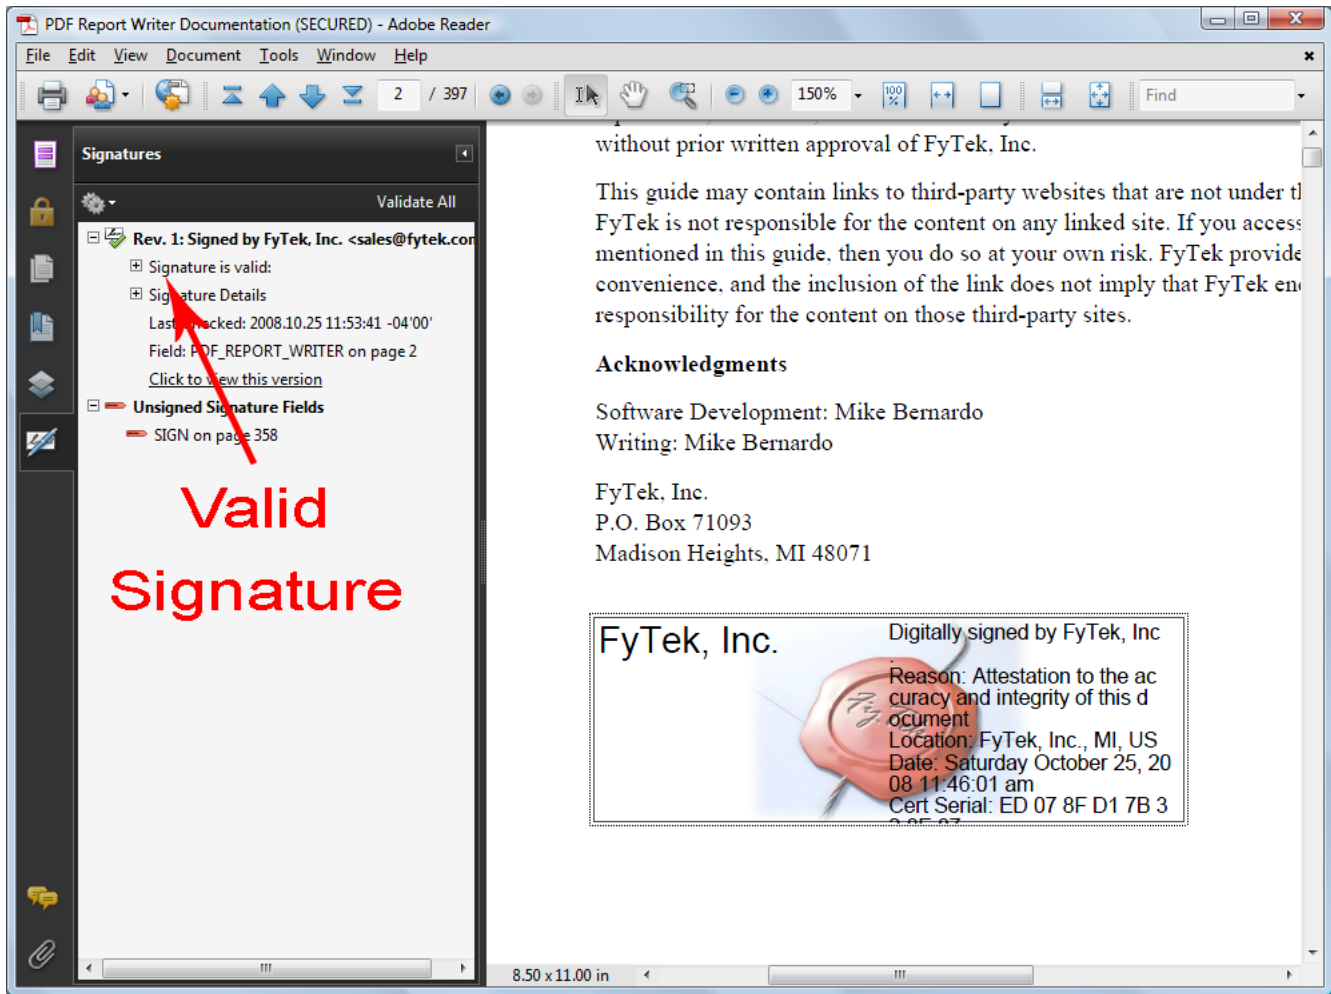 PDF Report Writer Documentation (SECURED) - Adobe Reader
File Edit View Document Tools Window Help
2 / 397 150% Find
Signatures
Validate All
Rev. 1: Signed by FyTek, Inc. <sales@fytek.con
Signature is valid:
Signature Details
Last Checked: 2008.10.25 11:53:41 -04'00'
Field: PDF_REPORT_WRITER on page 2
Click to view this version
Unsigned Signature Fields
SIGN on page 358
Valid
Signature
without prior written approval of FyTek, Inc.
This guide may contain links to third-party websites that are not under tl
FyTek is not responsible for the content on any linked site. If you access
mentioned in this guide, then you do so at your own risk. FyTek provide
convenience, and the inclusion of the link does not imply that FyTek en
responsibility for the content on those third-party sites.
Acknowledgments
Software Development: Mike Bernardo
Writing: Mike Bernardo
FyTek, Inc.
P.O. Box 71093
Madison Heights, MI 48071
FyTek, Inc.
Digitally signed by FyTek, Inc
.
Reason: Attestation to the ac
curacy and integrity of this d
ocument
Location: FyTek, Inc., MI, US
Date: Saturday October 25, 20
08 11:46:01 am
Cert Serial: ED 07 8F D1 7B 3
8.50 x 11.00 in